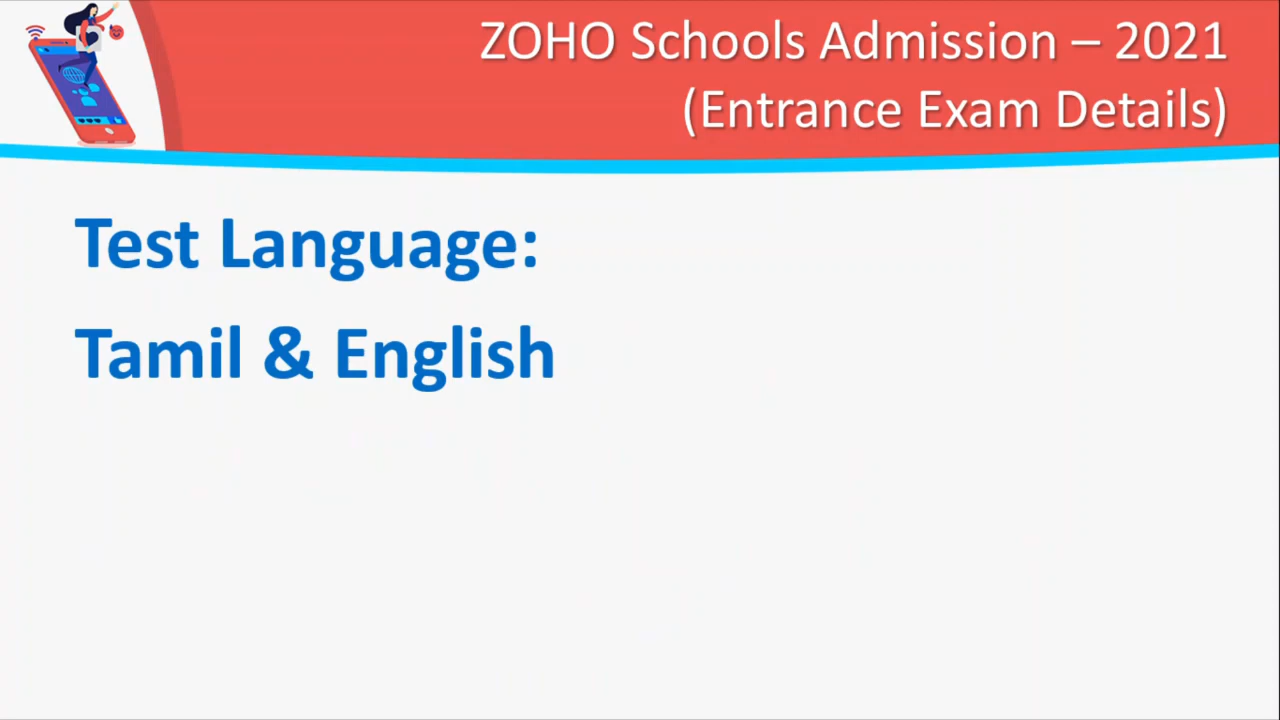 ZOHO Schools Admission – 2021
(Entrance Exam Details)
Test Language:
Tamil & English